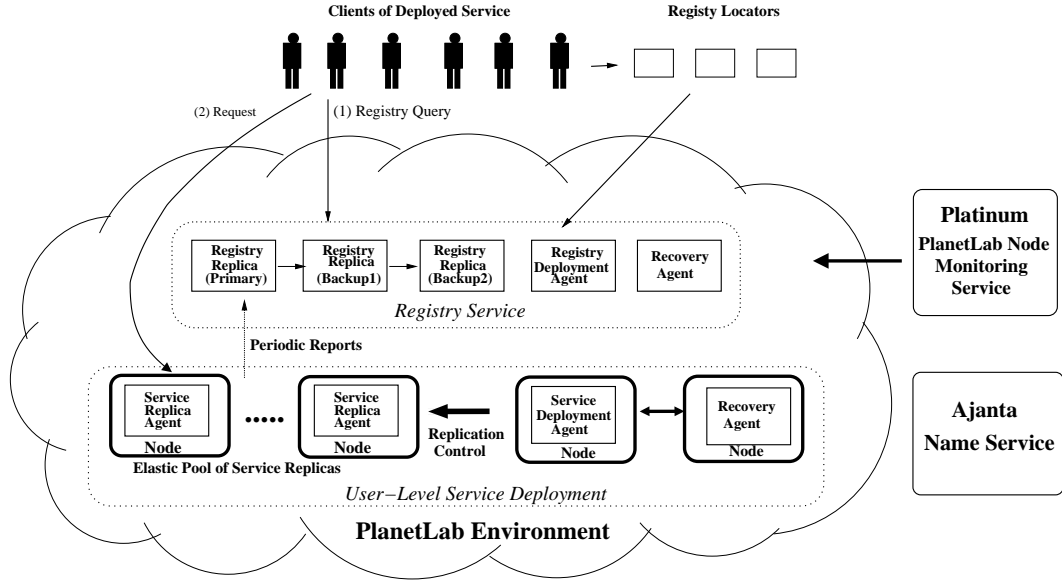 Clients of Deployed Service
Registy Locators
(2) Request
(1) Registry Query
Registry
Replica
(Primary)
Registry
Replica
(Backup1)
Registry
Replica
(Backup2)
Registry
Deployment
Agent
Recovery
Agent
Registry Service
Platinum
PlanetLab Node
Monitoring
Service
Periodic Reports
Service
Replica
Agent
Node
Service
Replica
Agent
Node
Replication
Control
Service
Deployment
Agent
Node
Recovery
Agent
Node
Elastic Pool of Service Replicas
User−Level Service Deployment
PlanetLab Environment
Ajanta
Name Service